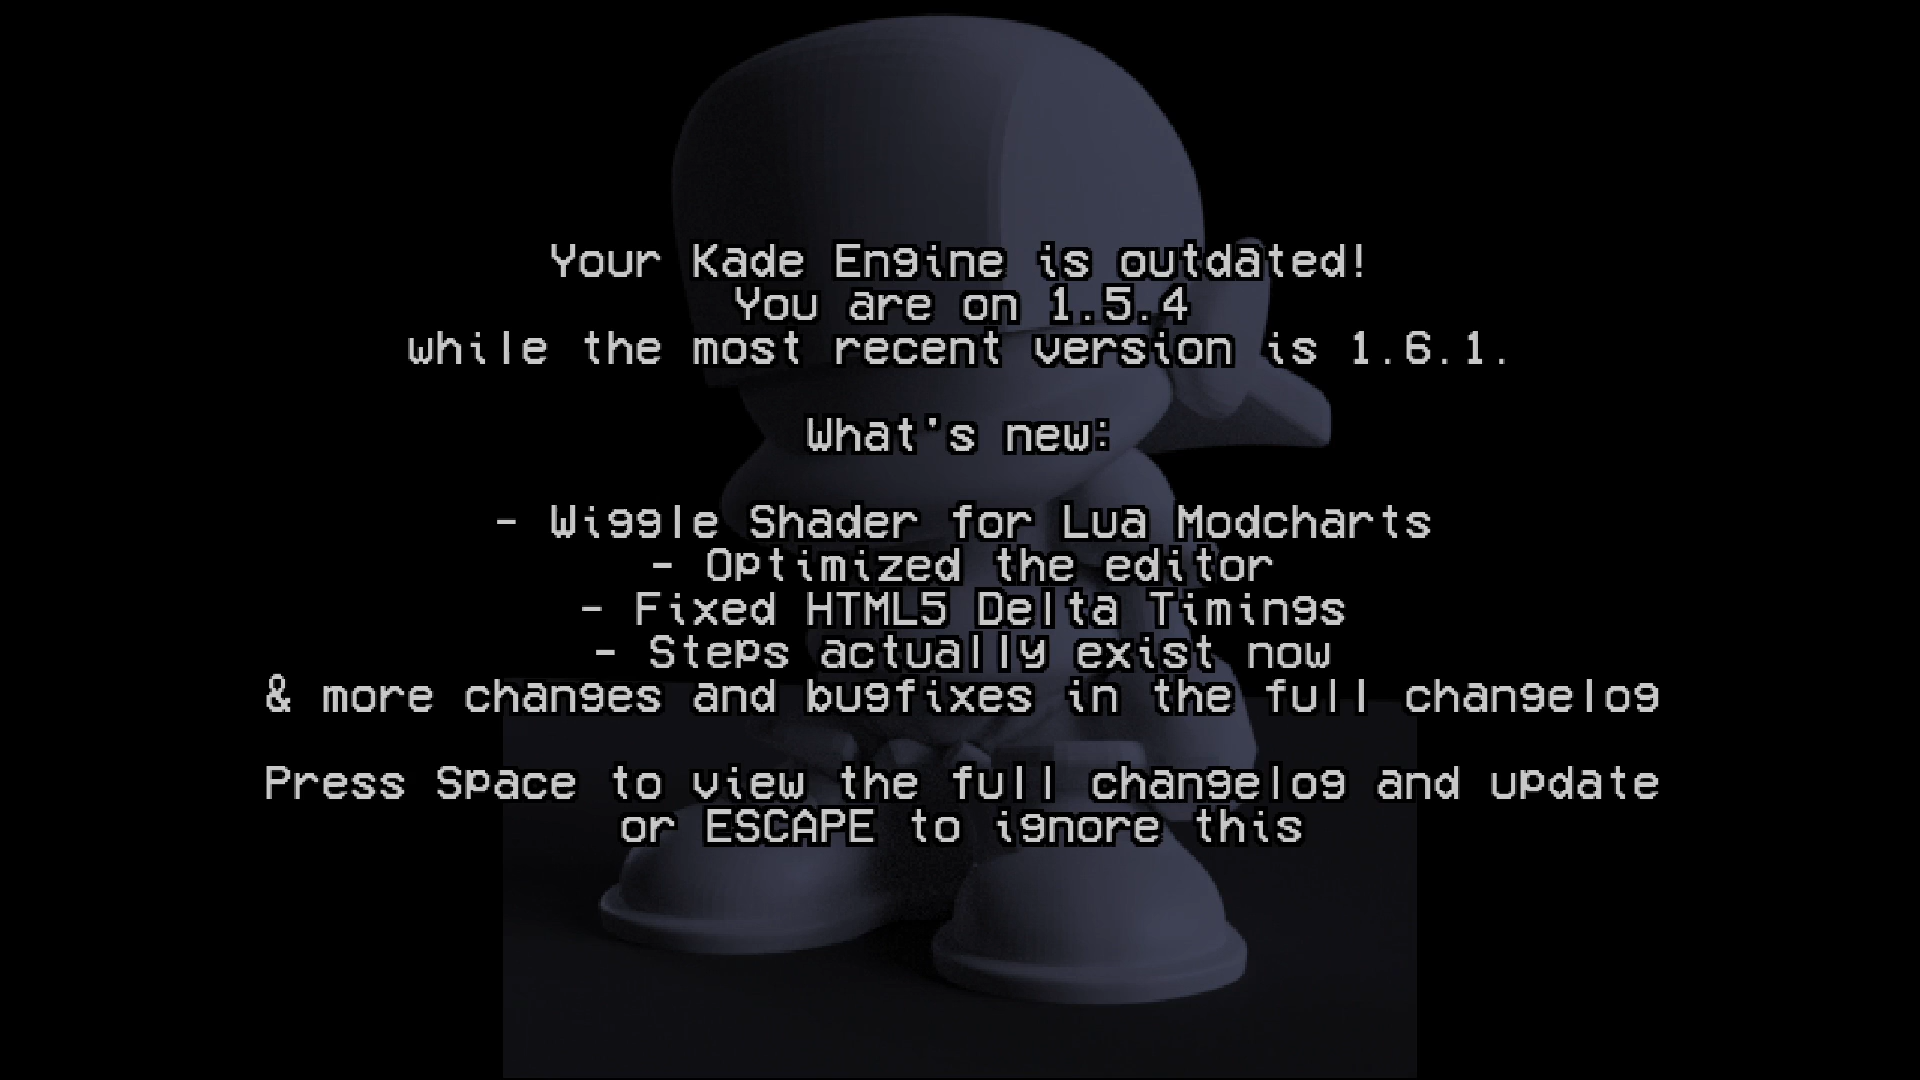 Your Kade Engine is outdated!
You are on 1.5.4
while the most recent version is 1.6.1.
What's new:
- Wiggle Shader for Lua Modcharts
- Optimized the editor
- Fixed HTML5 Delta Timings
- Steps actually exist now
& more changes and bugfixes in the full changelog
Press Space to view the full changelog and update
or ESCAPE to ignore this